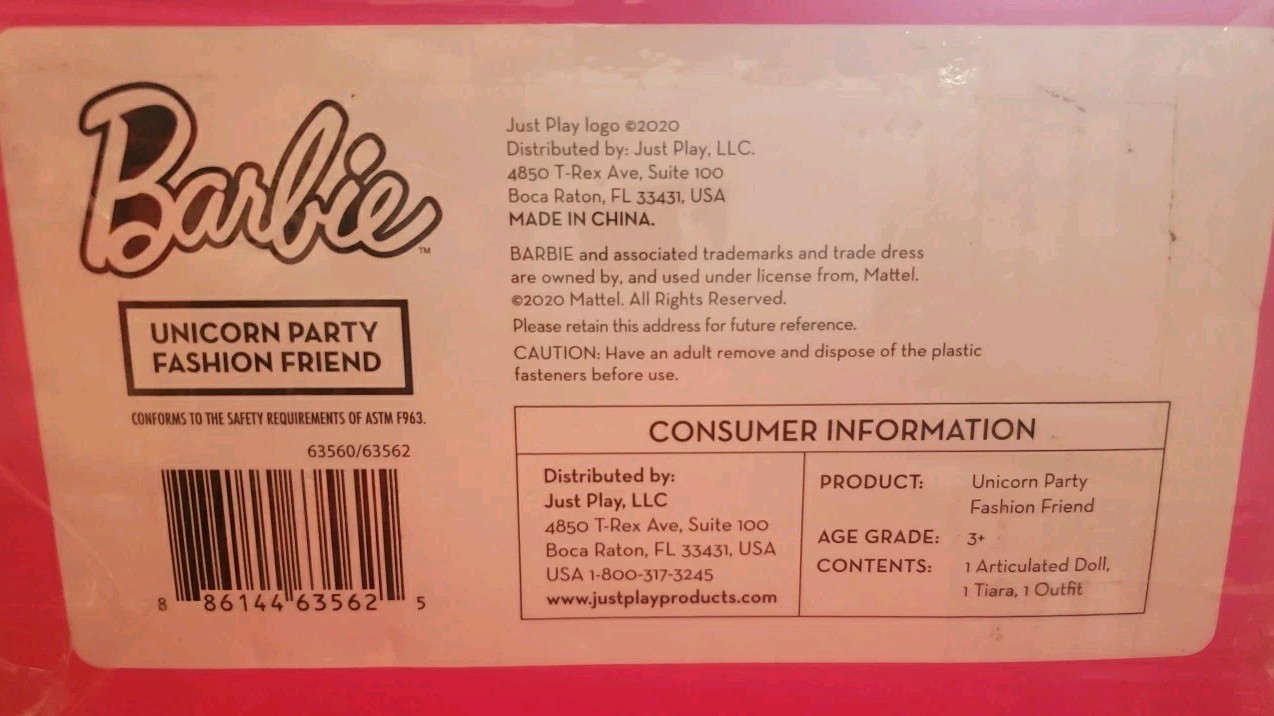 Barbie™
UNICORN PARTY
FASHION FRIEND
CONFORMS TO THE SAFETY REQUIREMENTS OF ASTM F963.
63560/63562
8 86144 63562 5
Just Play logo ©2020
Distributed by: Just Play, LLC.
4850 T-Rex Ave, Suite 100
Boca Raton, FL 33431, USA
MADE IN CHINA.
BARBIE and associated trademarks and trade dress
are owned by, and used under license from, Mattel.
©2020 Mattel. All Rights Reserved.
Please retain this address for future reference.
CAUTION: Have an adult remove and dispose of the plastic
fasteners before use.
CONSUMER INFORMATION
Distributed by:
Just Play, LLC
4850 T-Rex Ave, Suite 100
Boca Raton, FL 33431, USA
USA 1-800-317-3245
www.justplayproducts.com
PRODUCT: Unicorn Party
Fashion Friend
AGE GRADE: 3+
CONTENTS: 1 Articulated Doll,
1 Tiara, 1 Outfit